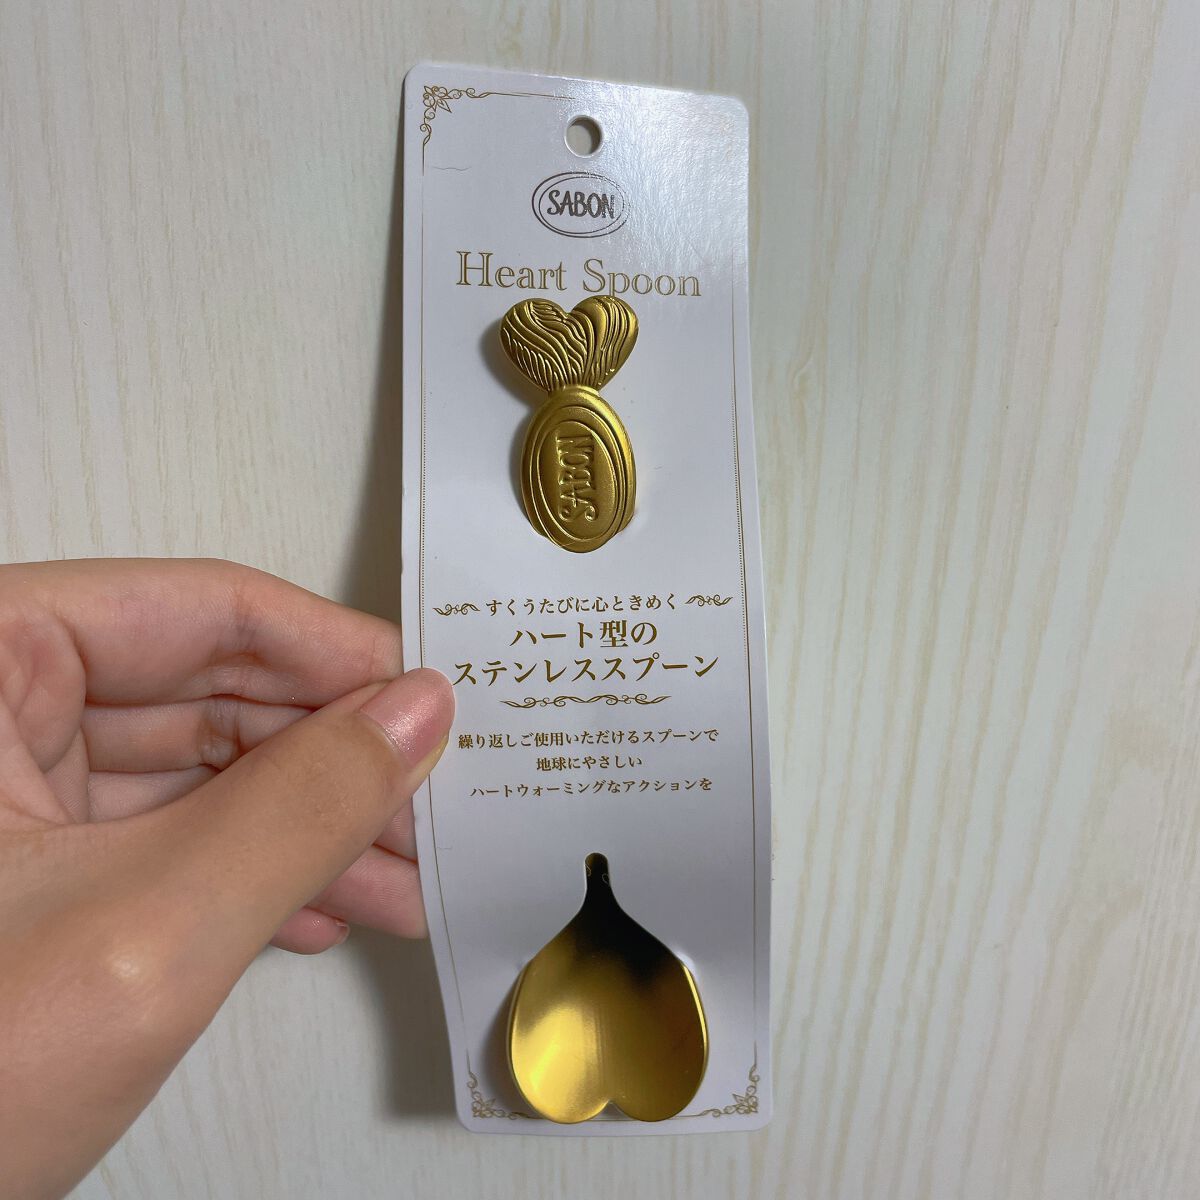 SABON
Heart Spoon
SABON
すくうたびに心ときめく
ハート型の
ステンレススプーン
繰り返しご使用いただけるスプーンで
地球にやさしい
ハートウォーミングなアクションを